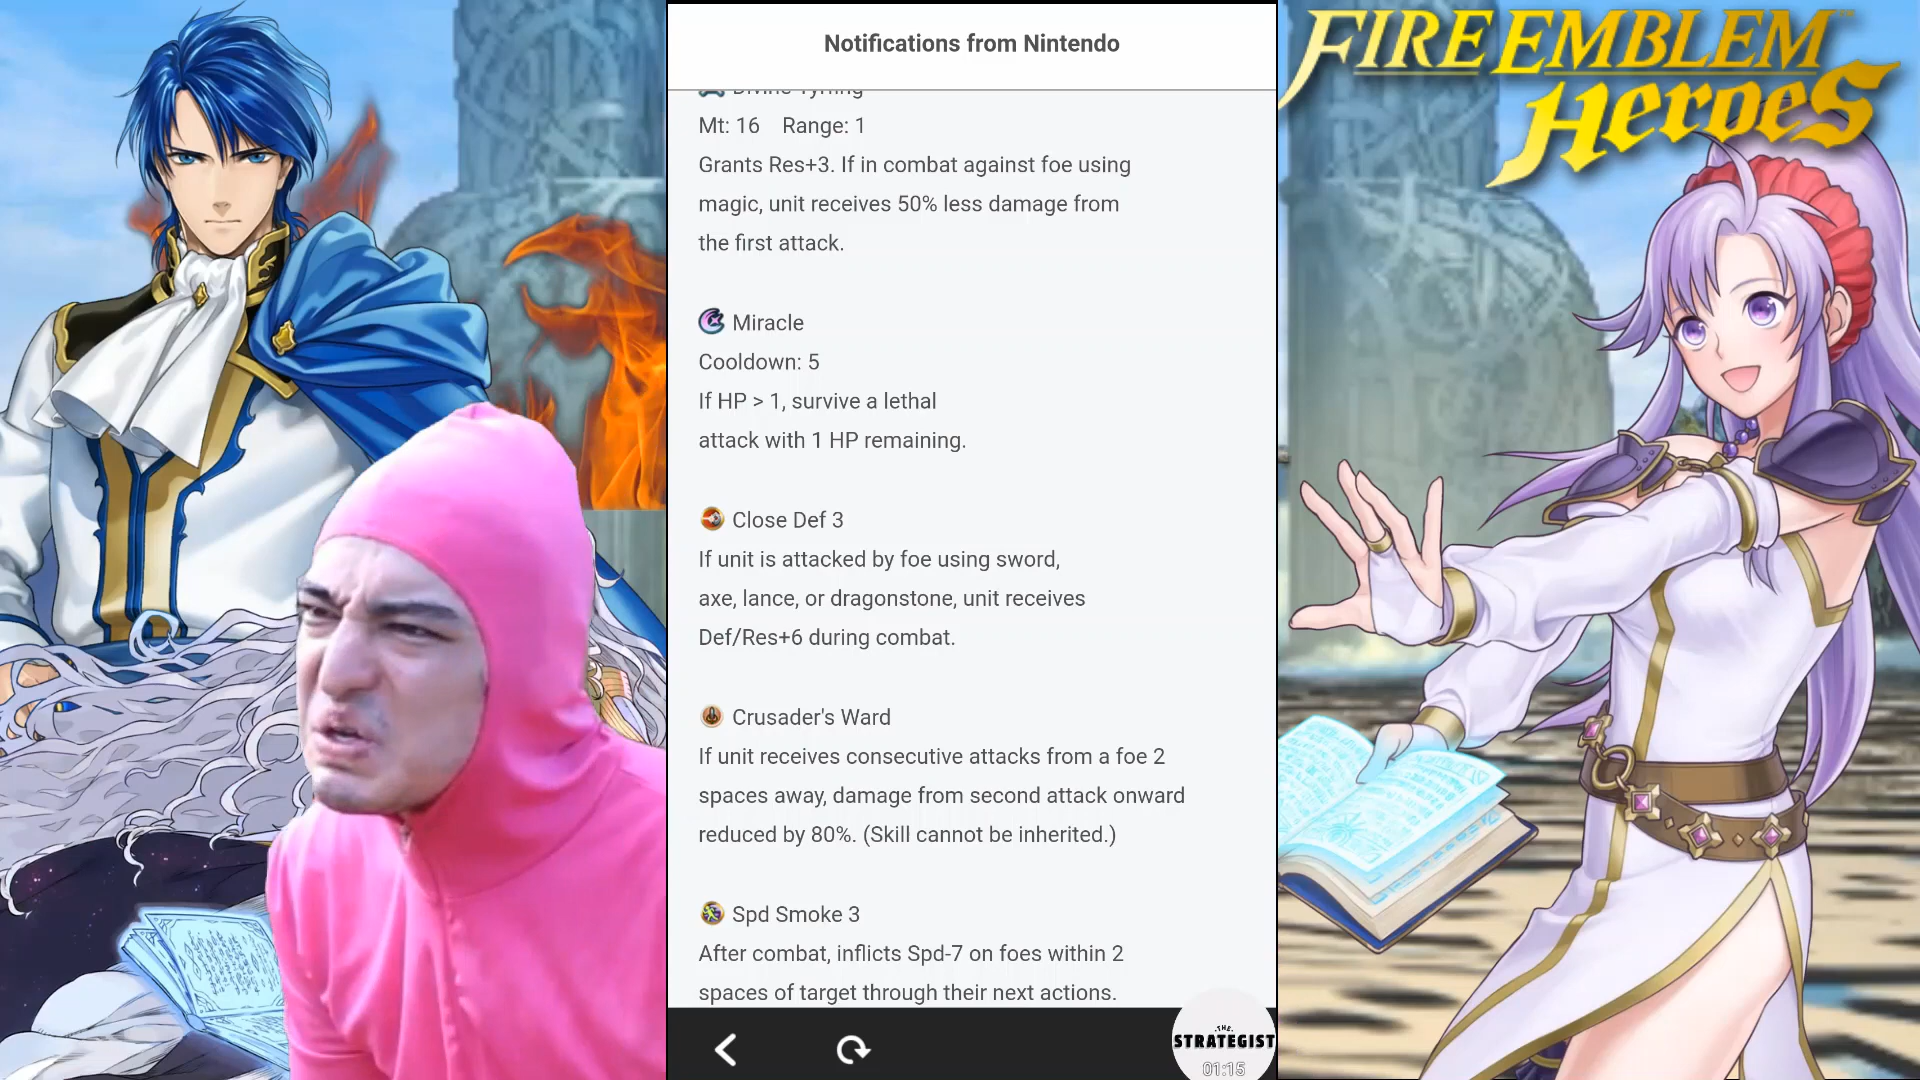 Notifications from Nintendo
Divine Tyrfing
Mt: 16 Range: 1
Grants Res+3. If in combat against foe using
magic, unit receives 50% less damage from
the first attack.
Miracle
Cooldown: 5
If HP > 1, survive a lethal
attack with 1 HP remaining.
Close Def 3
If unit is attacked by foe using sword,
axe, lance, or dragonstone, unit receives
Def/Res+6 during combat.
Crusader's Ward
If unit receives consecutive attacks from a foe 2
spaces away, damage from second attack onward
reduced by 80%. (Skill cannot be inherited.)
Spd Smoke 3
After combat, inflicts Spd-7 on foes within 2
spaces of target through their next actions.
·THE·
STRATEGIST
01:15
FIRE EMBLEM™
Heroes